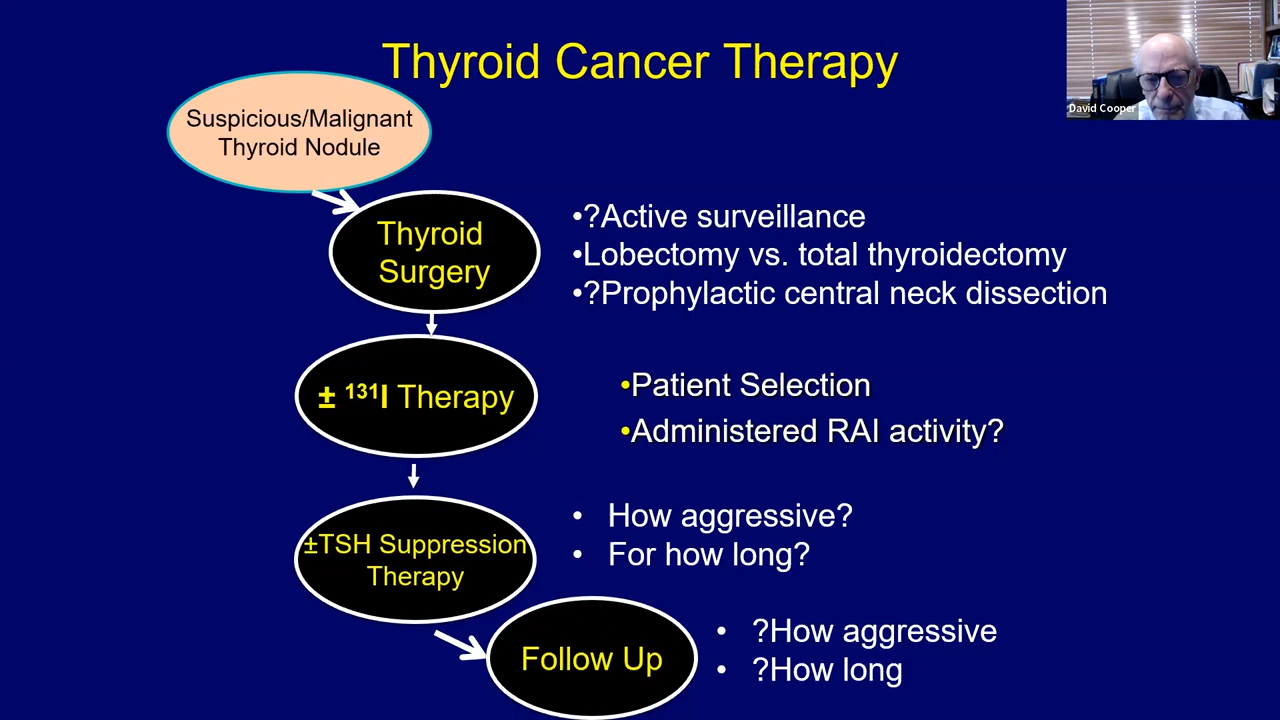 Thyroid Cancer Therapy
David Cooper
Suspicious/Malignant
Thyroid Nodule
Thyroid
Surgery
•?Active surveillance
•Lobectomy vs. total thyroidectomy
•?Prophylactic central neck dissection
± ¹³¹I Therapy
•Patient Selection
•Administered RAI activity?
±TSH Suppression
Therapy
• How aggressive?
• For how long?
Follow Up
• ?How aggressive
• ?How long